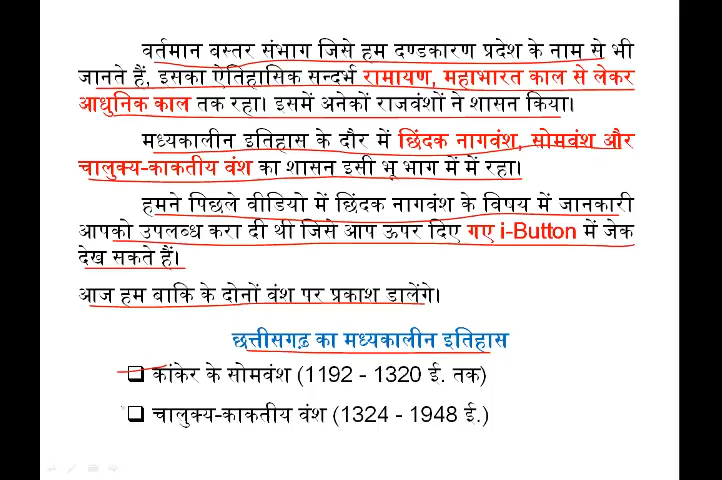 वर्तमान बस्तर संभाग जिसे हम दण्डकारण प्रदेश के नाम से भी
जानते हैं, इसका ऐतिहासिक सन्दर्भ रामायण, महाभारत काल से लेकर
आधुनिक काल तक रहा। इसमें अनेकों राजवंशों ने शासन किया।
मध्यकालीन इतिहास के दौर में छिंदक नागवंश, सोमवंश और
चालुक्य-काकतीय वंश का शासन इसी भू भाग में में रहा।
हमने पिछले वीडियो में छिंदक नागवंश के विषय में जानकारी
आपको उपलब्ध करा दी थी जिसे आप ऊपर दिए गए i-Button में जेक
देख सकते हैं।
आज हम बाकि के दोनों वंश पर प्रकाश डालेंगे।
छत्तीसगढ़ का मध्यकालीन इतिहास
❑ कांकेर के सोमवंश (1192 - 1320 ई. तक)
❑ चालुक्य-काकतीय वंश (1324 - 1948 ई.)